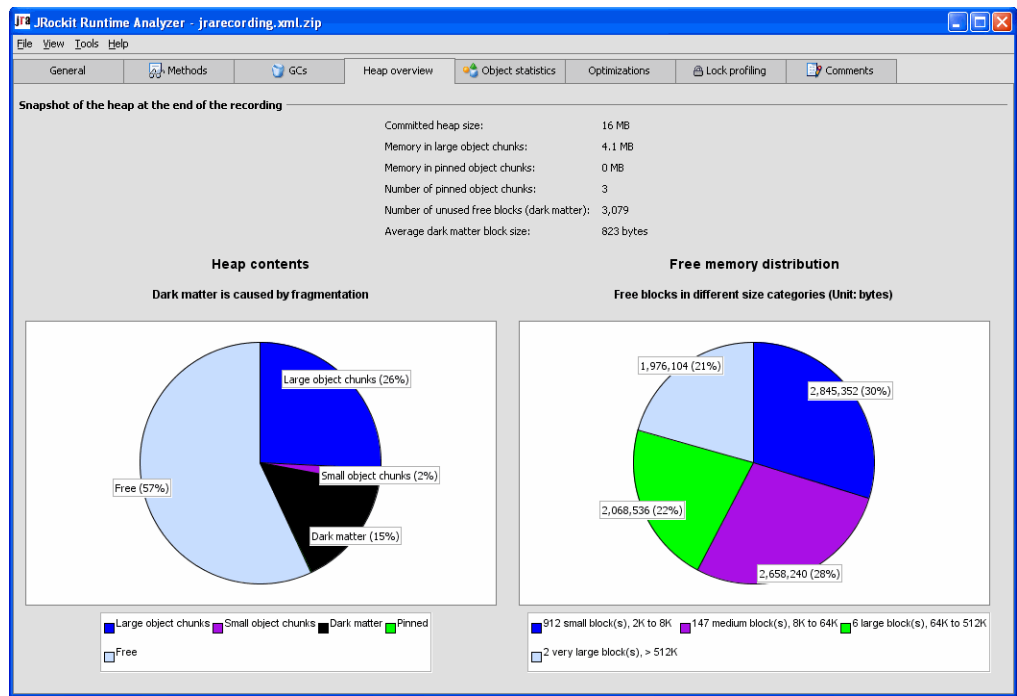 jra JRockit Runtime Analyzer - jrarecording.xml.zip
File View Tools Help
General Methods GCs Heap overview Object statistics Optimizations Lock profiling Comments
Snapshot of the heap at the end of the recording
Committed heap size: 16 MB
Memory in large object chunks: 4.1 MB
Memory in pinned object chunks: 0 MB
Number of pinned object chunks: 3
Number of unused free blocks (dark matter): 3,079
Average dark matter block size: 823 bytes
Heap contents
Dark matter is caused by fragmentation
Large object chunks (26%)
Small object chunks (2%)
Free (57%)
Dark matter (15%)
Large object chunks Small object chunks Dark matter Pinned
Free
Free memory distribution
Free blocks in different size categories (Unit: bytes)
1,976,104 (21%)
2,845,352 (30%)
2,068,536 (22%)
2,658,240 (28%)
912 small block(s), 2K to 8K 147 medium block(s), 8K to 64K 6 large block(s), 64K to 512K
2 very large block(s), > 512K